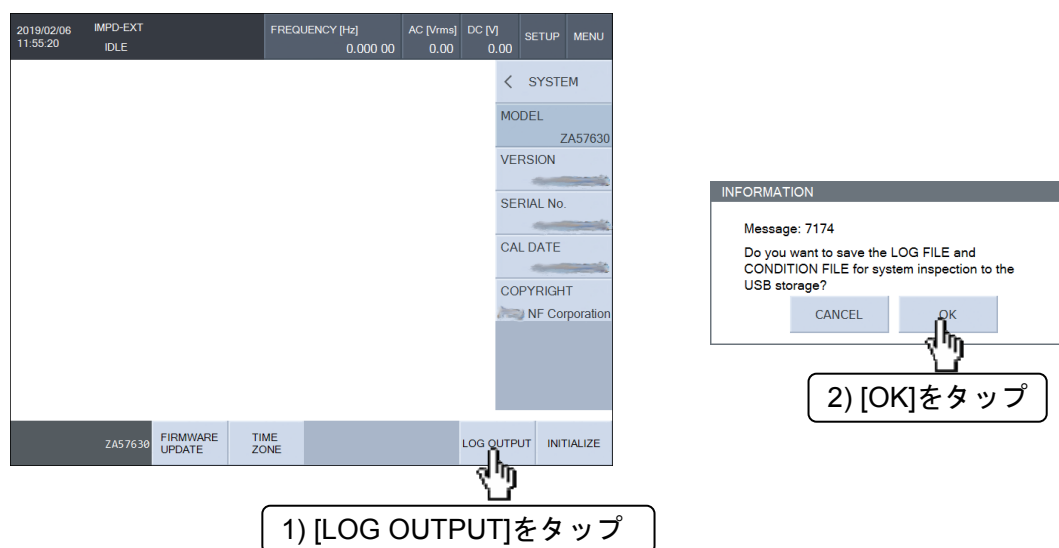 2019/02/06
11:55:20
IMPD-EXT
IDLE
FREQUENCY [Hz]
0.000 00
AC [Vrms]
0.00
DC [V]
0.00
SETUP
MENU
< SYSTEM
MODEL
ZA57630
VERSION
SERIAL No.
CAL DATE
COPYRIGHT
NF Corporation
ZA57630
FIRMWARE
UPDATE
TIME
ZONE
LOG OUTPUT
INITIALIZE
1) [LOG OUTPUT]をタップ
INFORMATION
Message: 7174
Do you want to save the LOG FILE and
CONDITION FILE for system inspection to the
USB storage?
CANCEL
OK
2) [OK]をタップ